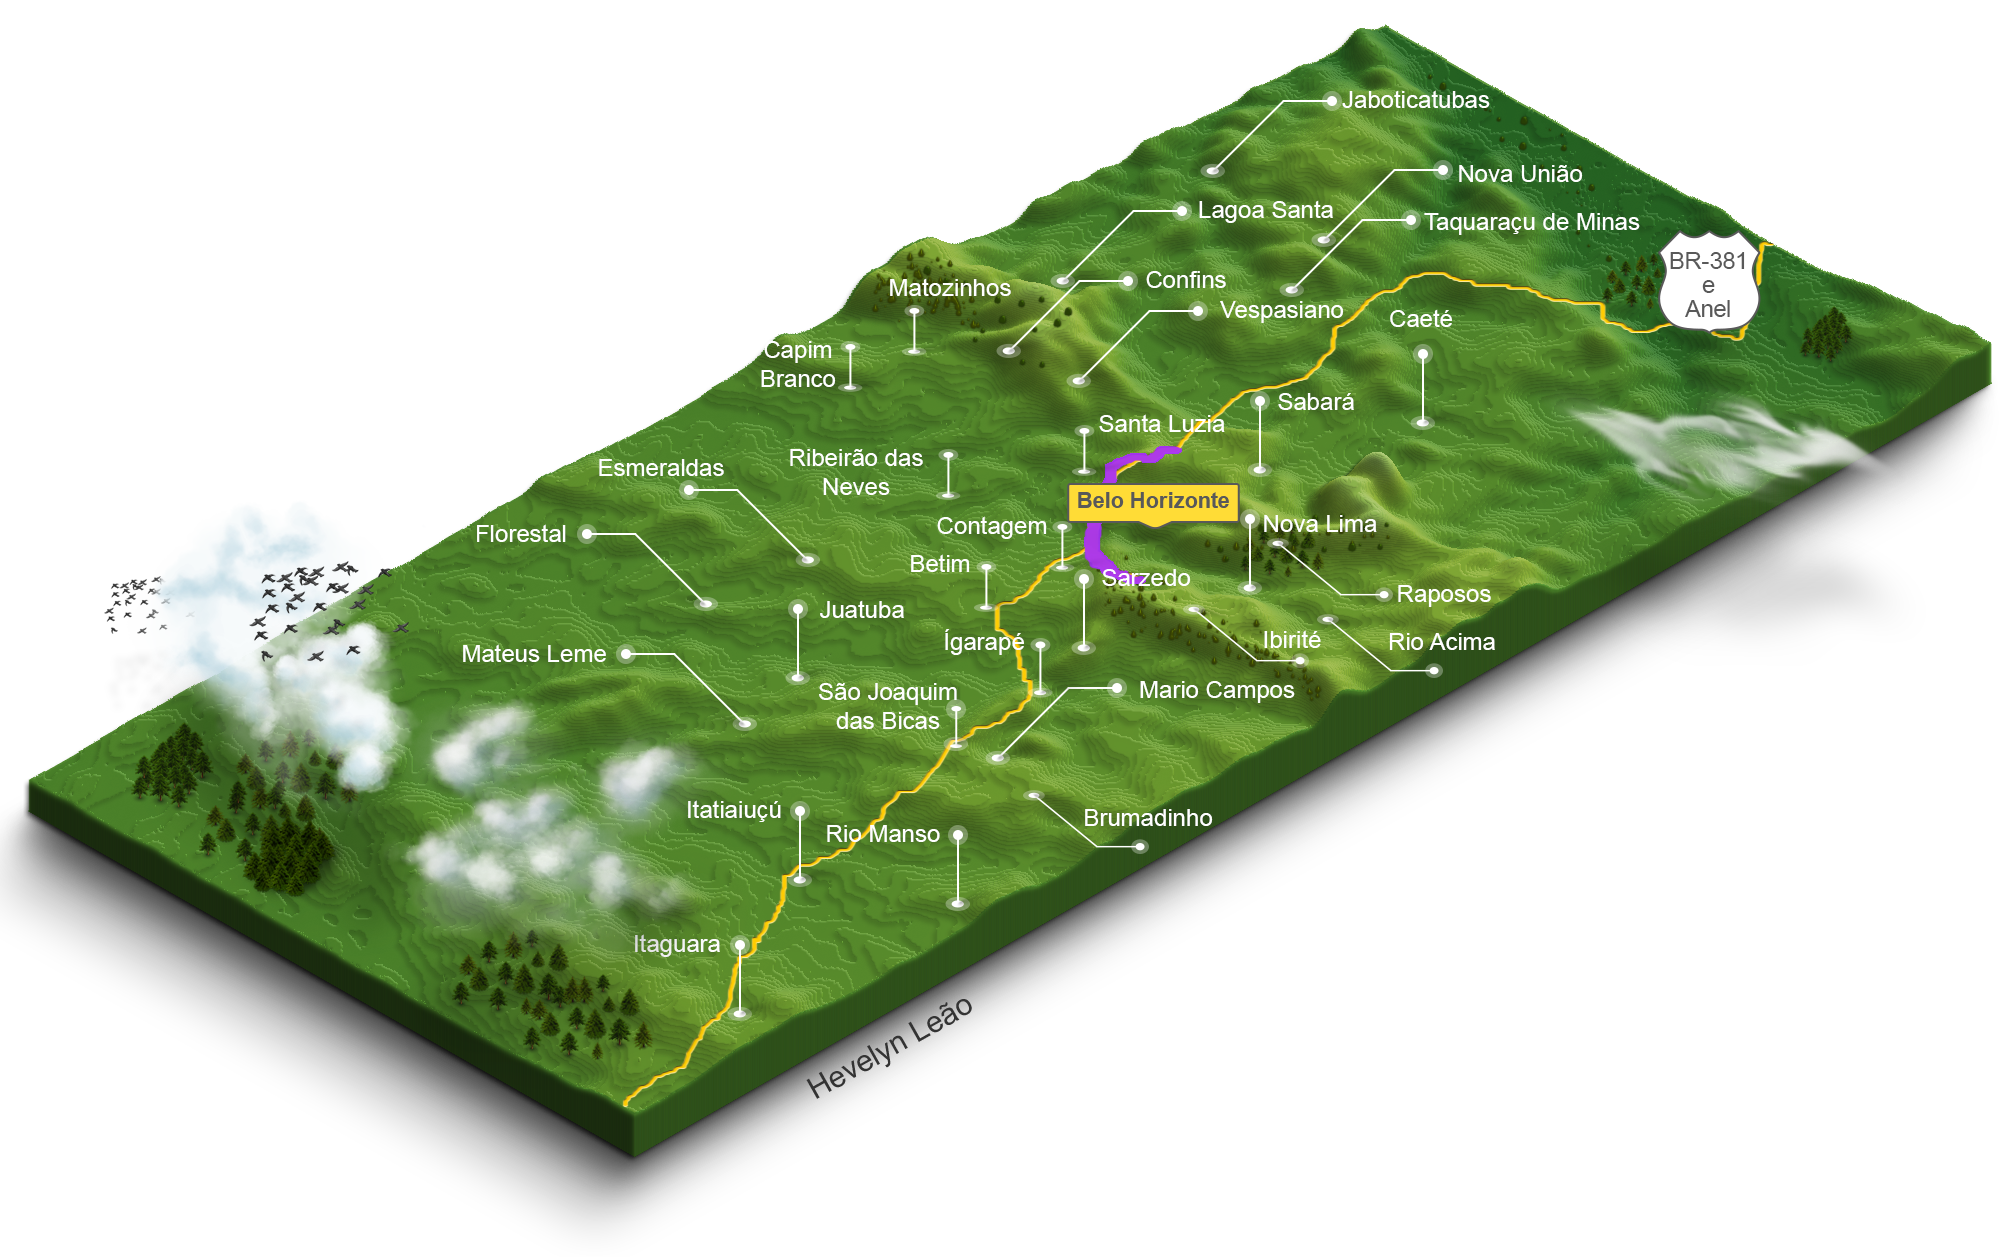 Jaboticatubas
Nova União
Lagoa Santa
Taquaraçu de Minas
BR-381
e
Anel
Confins
Matozinhos
Vespasiano
Caeté
Capim
Branco
Sabará
Santa Luzia
Ribeirão das
Neves
Esmeraldas
Belo Horizonte
Contagem
Nova Lima
Florestal
Betim
Sarzedo
Raposos
Juatuba
Ígarapé
Ibirité
Rio Acima
Mateus Leme
São Joaquim
das Bicas
Mario Campos
Itatiaiuçú
Brumadinho
Rio Manso
Itaguara
Hevelyn Leão